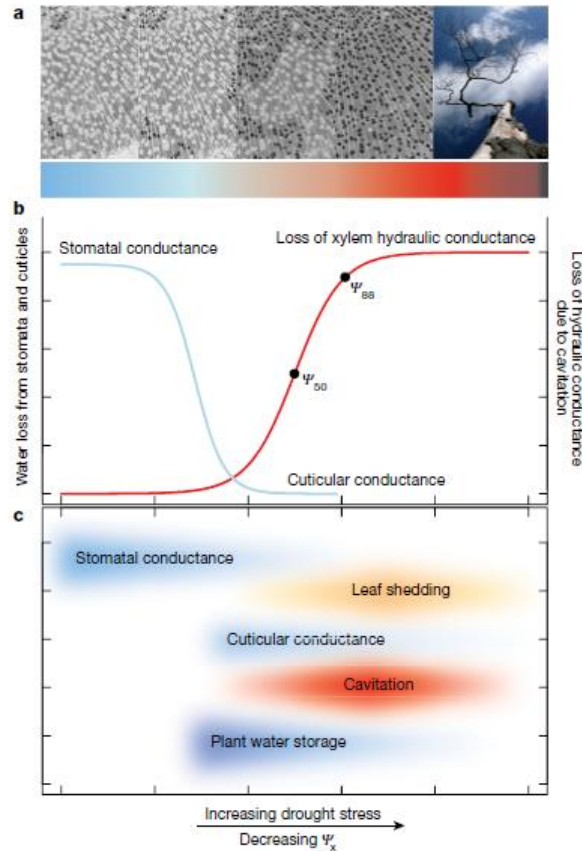 a
b
Stomatal conductance
Loss of xylem hydraulic conductance
Ψ88
Ψ50
Cuticular conductance
Water loss from stomata and cuticles
Loss of hydraulic conductance
due to cavitation
c
Stomatal conductance
Leaf shedding
Cuticular conductance
Cavitation
Plant water storage
Increasing drought stress
Decreasing Ψx